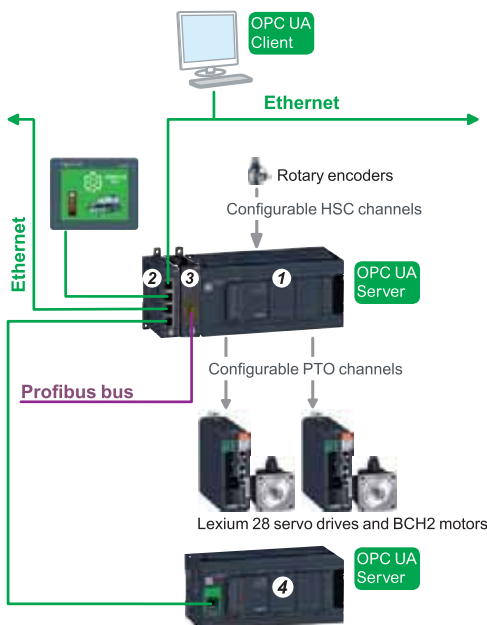 OPC UA
Client
Ethernet
Rotary encoders
Configurable HSC channels
Ethernet
2
3
1
OPC UA
Server
Configurable PTO channels
Profibus bus
Lexium 28 servo drives and BCH2 motors
4
OPC UA
Server